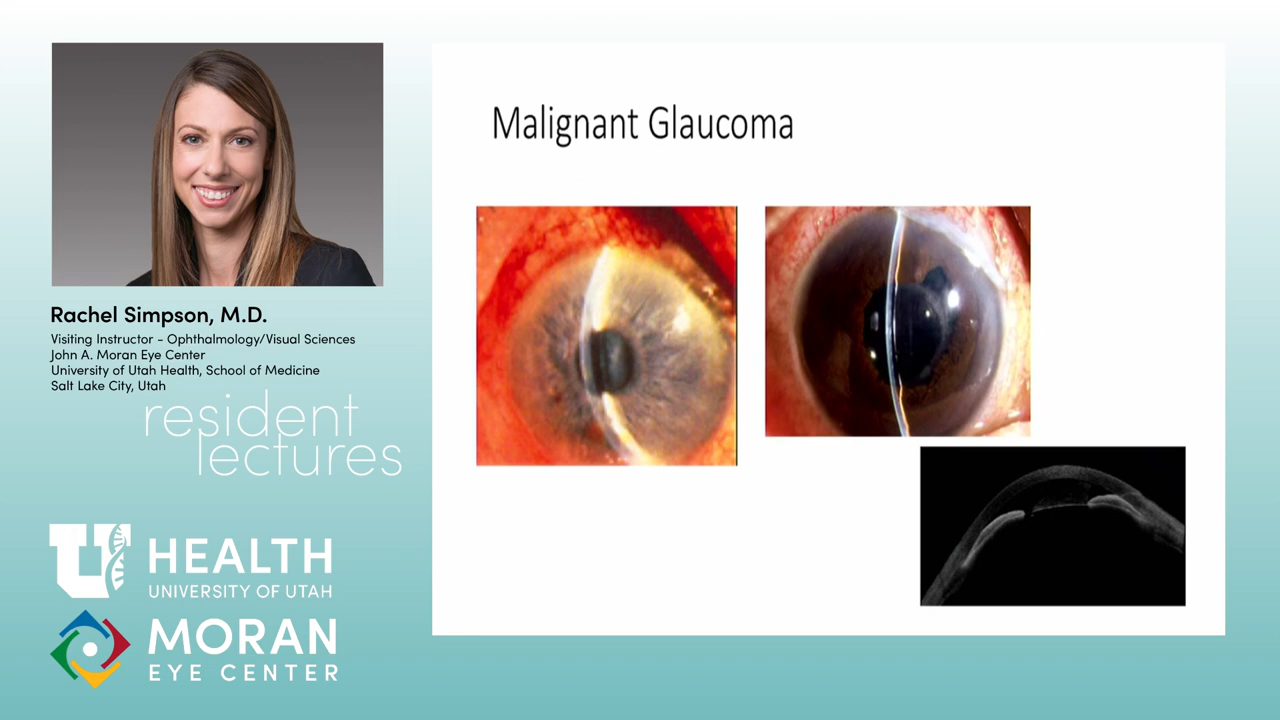 Malignant Glaucoma
Rachel Simpson, M.D.
Visiting Instructor - Ophthalmology/Visual Sciences
John A. Moran Eye Center
University of Utah Health, School of Medicine
Salt Lake City, Utah
resident
lectures
U HEALTH
UNIVERSITY OF UTAH
MORAN
EYE CENTER